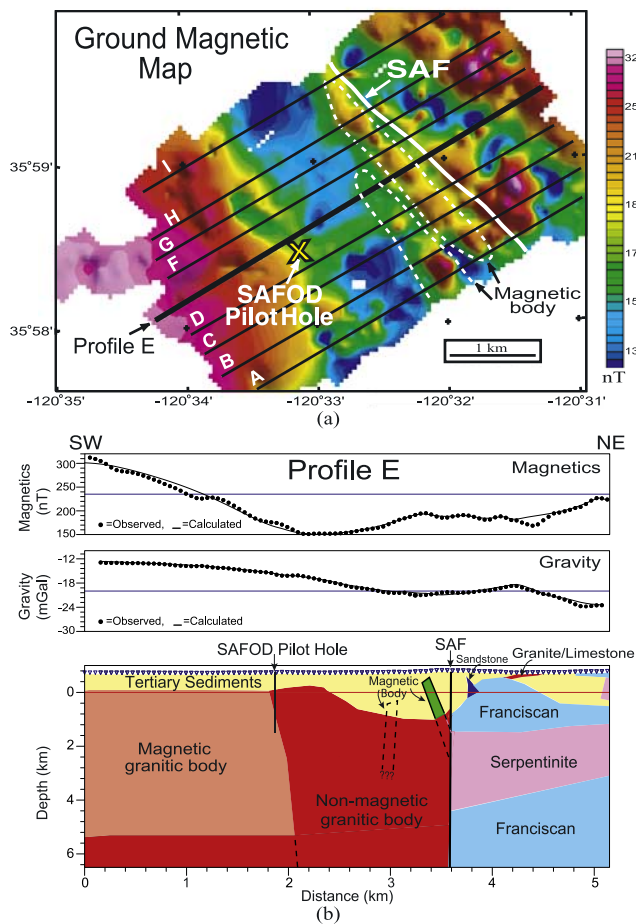 Ground Magnetic
Map
SAF
32
25
17
13
nT
35°59'
35°58'
I
H
G
F
D
C
B
A
SAFOD
Pilot Hole
Profile E
Magnetic
body
1 km
-120°35' -120°34' -120°33' -120°32' -120°31'
(a)
SW NE
Profile E
Magnetics
Magnetics
(nT)
300
250
200
150
●=Observed, —=Calculated
Gravity
Gravity
(mGal)
-12
-18
-24
-30
●=Observed, —=Calculated
SAFOD Pilot Hole
SAF
Granite/Limestone
Sandstone
Tertiary Sediments
Magnetic
Body
Magnetic
granitic body
Non-magnetic
granitic body
???
Franciscan
Serpentinite
Franciscan
Depth (km)
0
2
4
6
0 1 2 3 4 5
Distance (km)
(b)